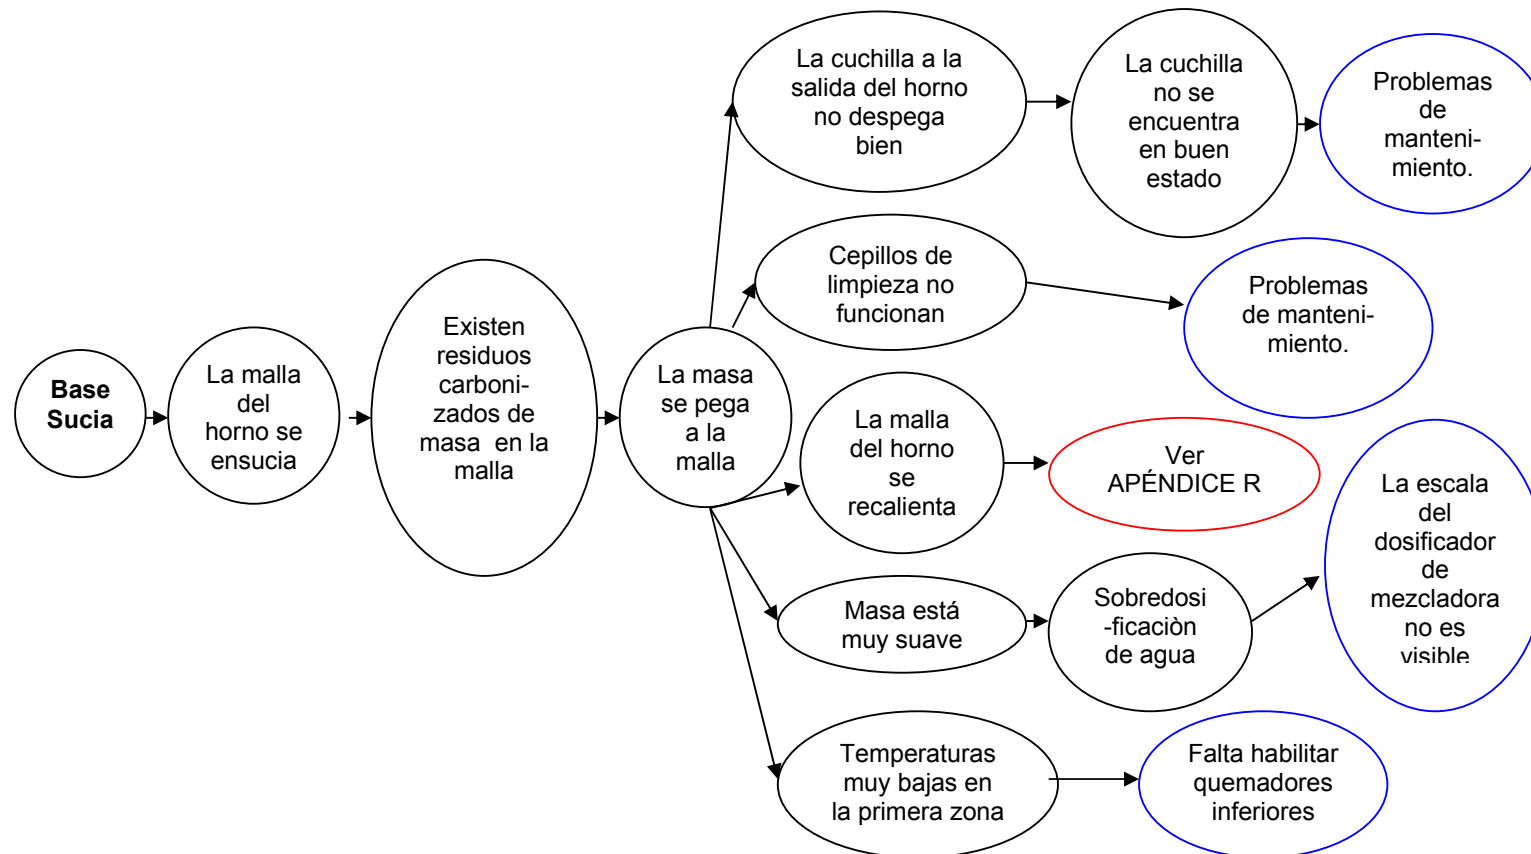 Base
Sucia
La malla
del
horno se
ensucia
Existen
residuos
carboni-
zados de
masa en la
malla
La masa
se pega
a la
malla
La cuchilla a la
salida del horno
no despega
bien
La cuchilla
no se
encuentra
en buen
estado
Problemas
de
manteni-
miento.
Cepillos de
limpieza no
funcionan
Problemas
de manteni-
miento.
La malla
del horno
se
recalienta
Ver
APÉNDICE R
Masa está
muy suave
Sobredosi
-ficaciòn
de agua
La escala
del
dosificador
de
mezcladora
no es
visible
Temperaturas
muy bajas en
la primera zona
Falta habilitar
quemadores
inferiores